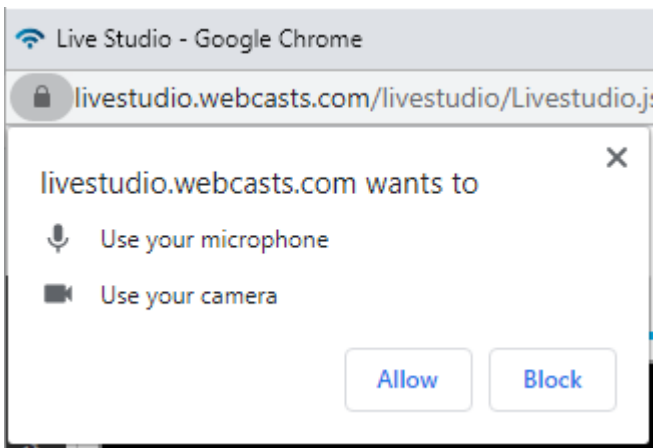 Live Studio - Google Chrome
livestudio.webcasts.com/livestudio/Livestudio.js
livestudio.webcasts.com wants to
Use your microphone
Use your camera
Allow Block